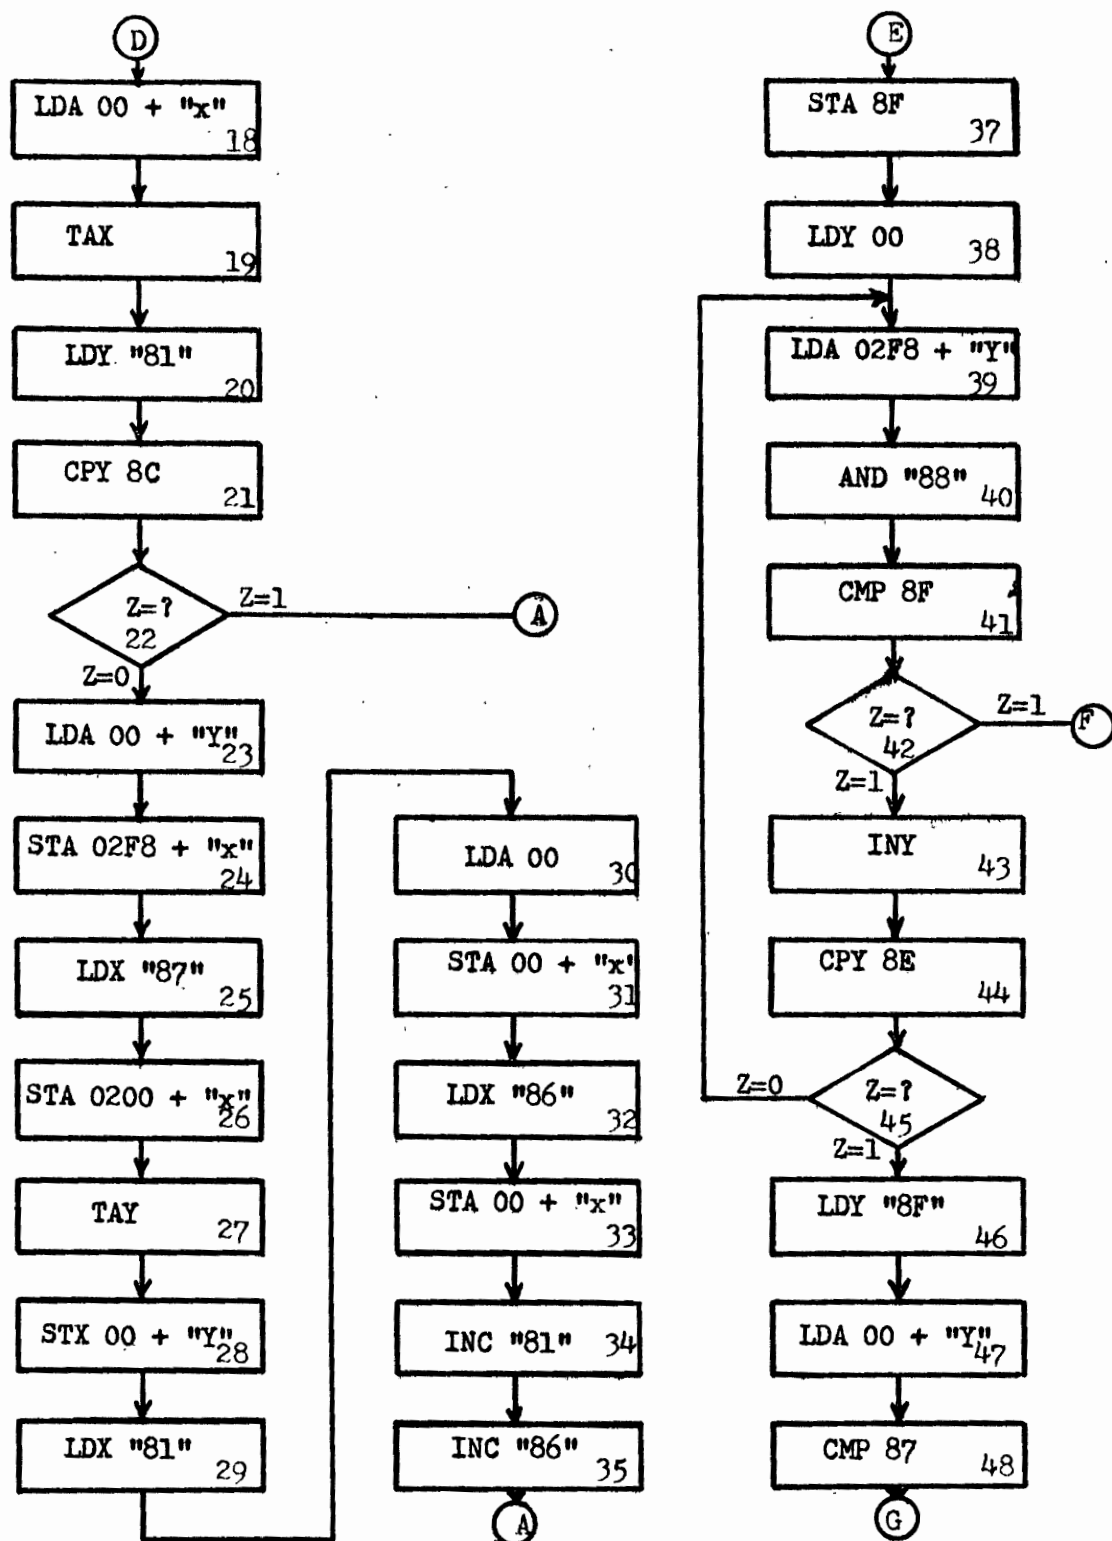 D
LDA 00 + "x"
18
TAX
19
LDY "81"
20
CPY 8C
21
Z=?
22
Z=1
A
Z=0
LDA 00 + "Y"
23
STA 02F8 + "x"
24
LDX "87"
25
STA 0200 + "x"
26
TAY
27
STX 00 + "Y"
28
LDX "81"
29
LDA 00
30
STA 00 + "x"
31
LDX "86"
32
STA 00 + "x"
33
INC "81"
34
INC "86"
35
A
E
STA 8F
37
LDY 00
38
LDA 02F8 + "Y"
39
AND "88"
40
CMP 8F
41
Z=?
42
Z=1
F
Z=1
INY
43
CPY 8E
44
Z=0
Z=?
45
Z=1
LDY "8F"
46
LDA 00 + "Y"
47
CMP 87
48
G